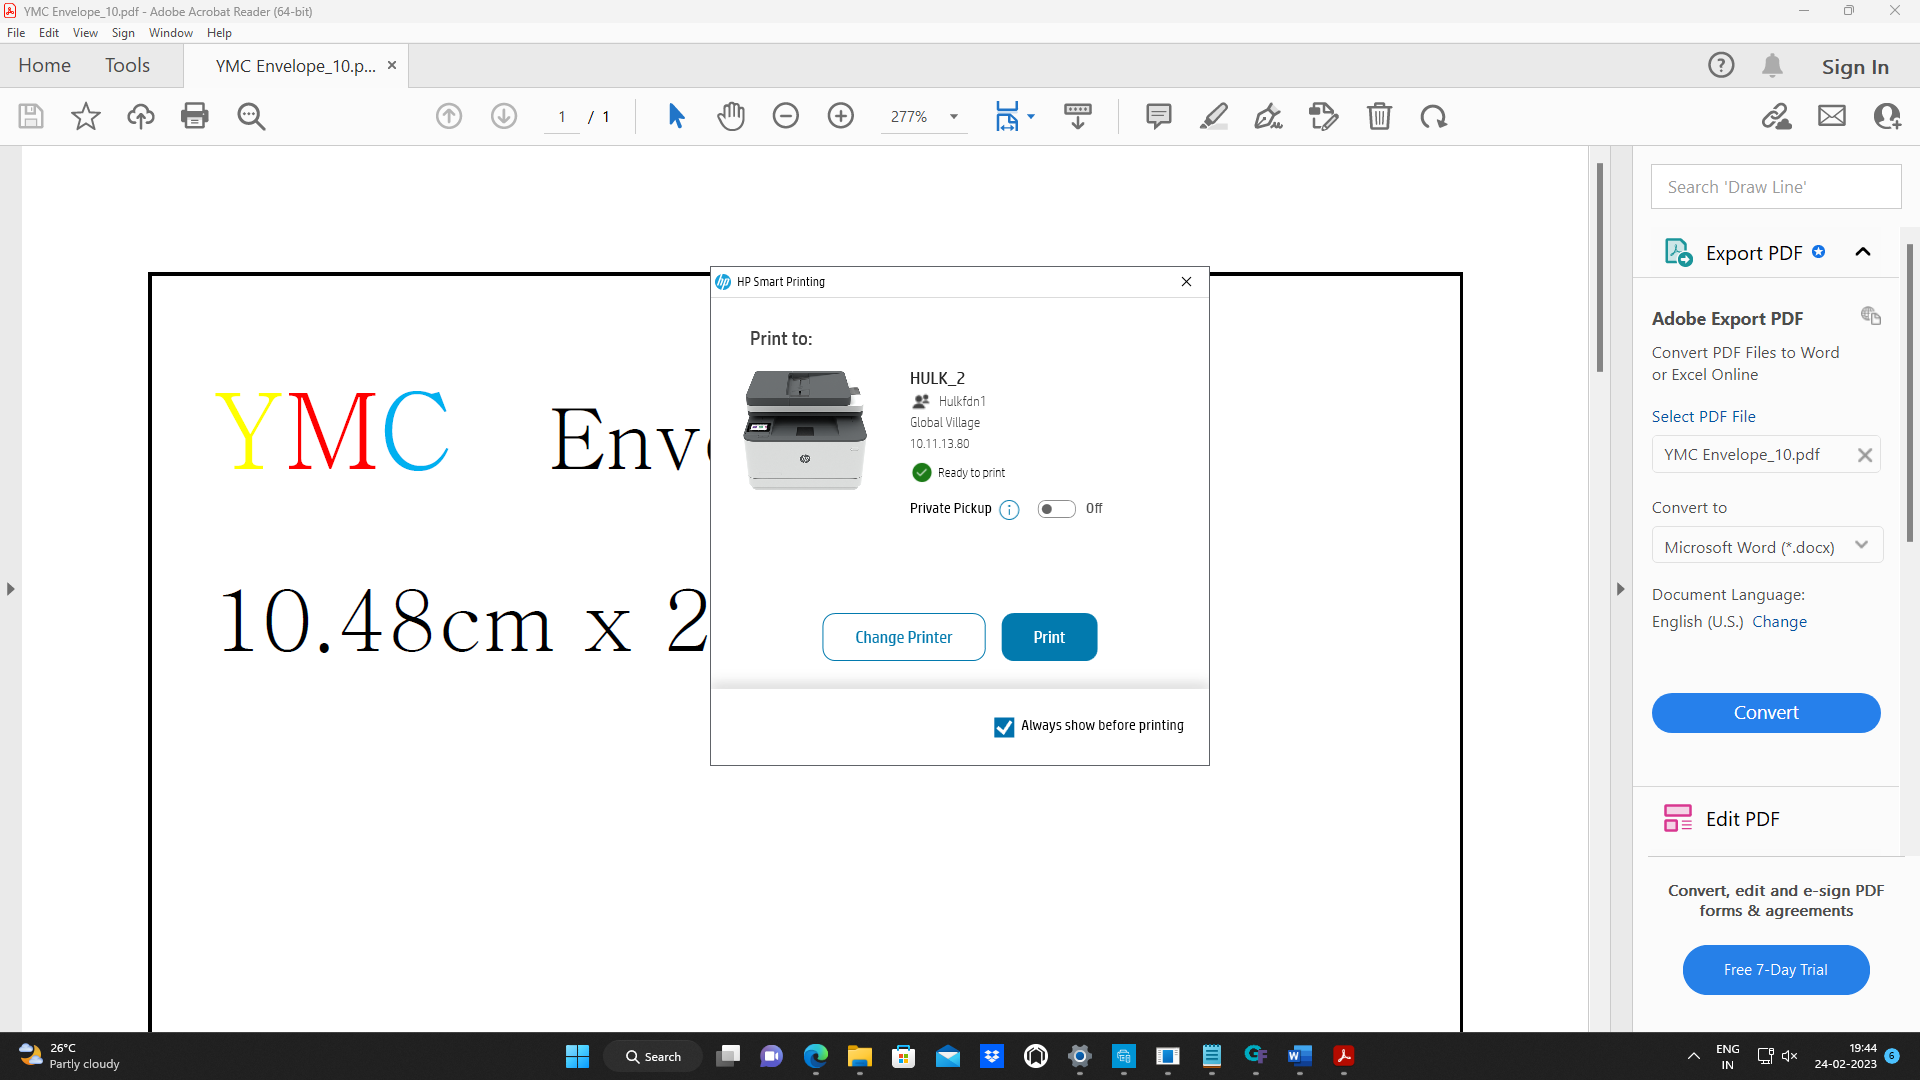 YMC Envelope_10.pdf - Adobe Acrobat Reader (64-bit)
File Edit View Sign Window Help
Home Tools YMC Envelope_10.p... Sign In
1 / 1 277%
Search 'Draw Line'
Export PDF
Adobe Export PDF
Convert PDF Files to Word
or Excel Online
Select PDF File
YMC Envelope_10.pdf
Convert to
Microsoft Word (*.docx)
Document Language:
English (U.S.) Change
Convert
Edit PDF
Convert, edit and e-sign PDF
forms & agreements
Free 7-Day Trial
YMC Env
10.48cm x 2
HP Smart Printing
Print to:
HULK_2
Hulkfdn1
Global Village
10.11.13.80
Ready to print
Private Pickup Off
Change Printer Print
Always show before printing
26°C
Partly cloudy
Search
ENG
IN
19:44
24-02-2023
6